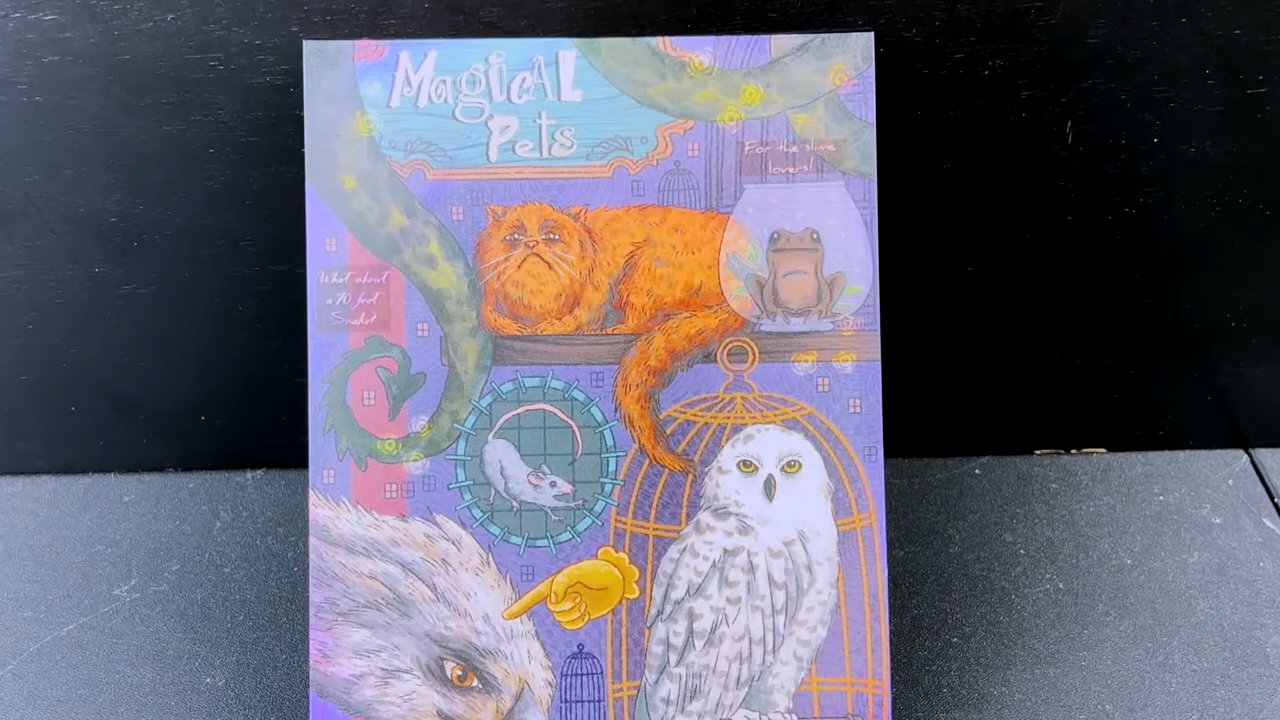 Magical
Pets
For the slime
lovers!
What about
a 70 foot
Snake?